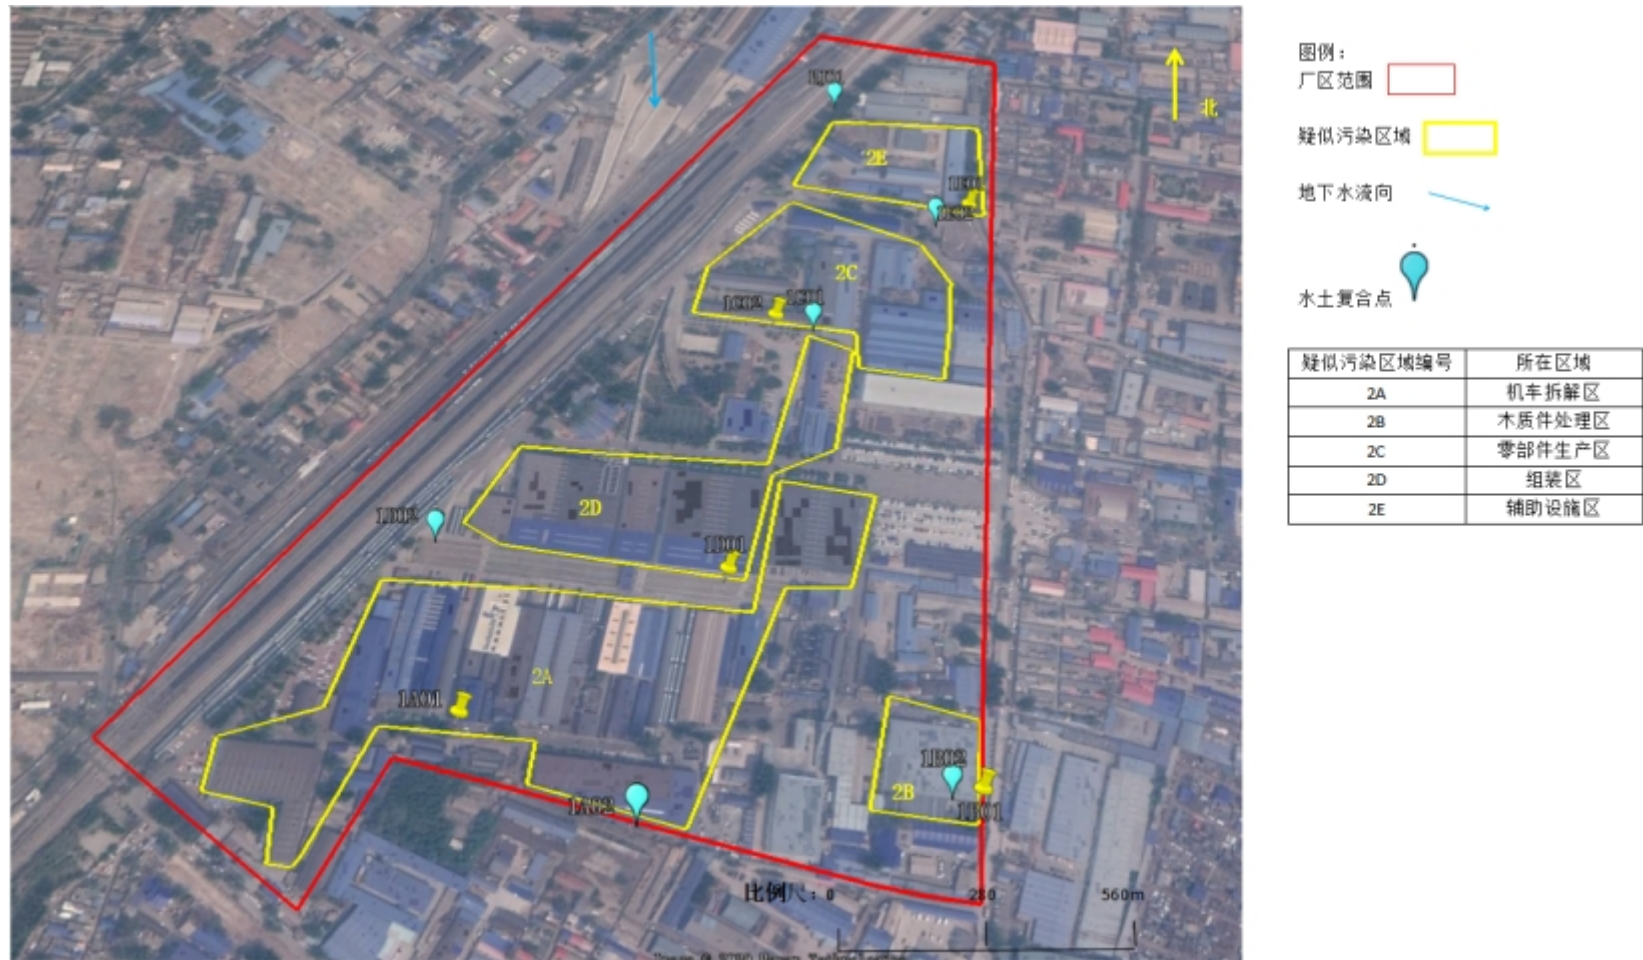 图例：
厂区范围
疑似污染区域
地下水流向
水土复合点
北
疑似污染区域编号 所在区域
2A 机车拆解区
2B 木质件处理区
2C 零部件生产区
2D 组装区
2E 辅助设施区
2E
1E01
2C
1C02 1C01
2D
1D02
1D01
2A
1A01
1A02
1B02
2B
1B01
比例尺：0 280 560m